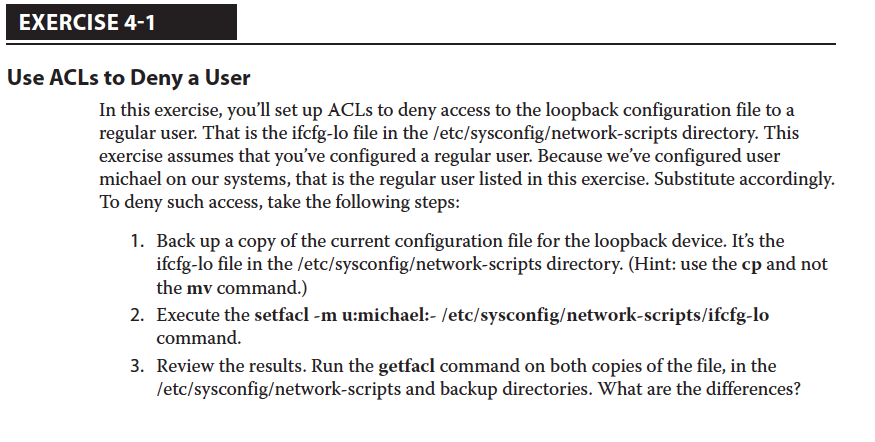 EXERCISE 4-1
Use ACLs to Deny a User
In this exercise, you’ll set up ACLs to deny access to the loopback configuration file to a
regular user. That is the ifcfg-lo file in the /etc/sysconfig/network-scripts directory. This
exercise assumes that you’ve configured a regular user. Because we’ve configured user
michael on our systems, that is the regular user listed in this exercise. Substitute accordingly.
To deny such access, take the following steps:
1. Back up a copy of the current configuration file for the loopback device. It’s the
ifcfg-lo file in the /etc/sysconfig/network-scripts directory. (Hint: use the cp and not
the mv command.)
2. Execute the setfacl -m u:michael:- /etc/sysconfig/network-scripts/ifcfg-lo
command.
3. Review the results. Run the getfacl command on both copies of the file, in the
/etc/sysconfig/network-scripts and backup directories. What are the differences?